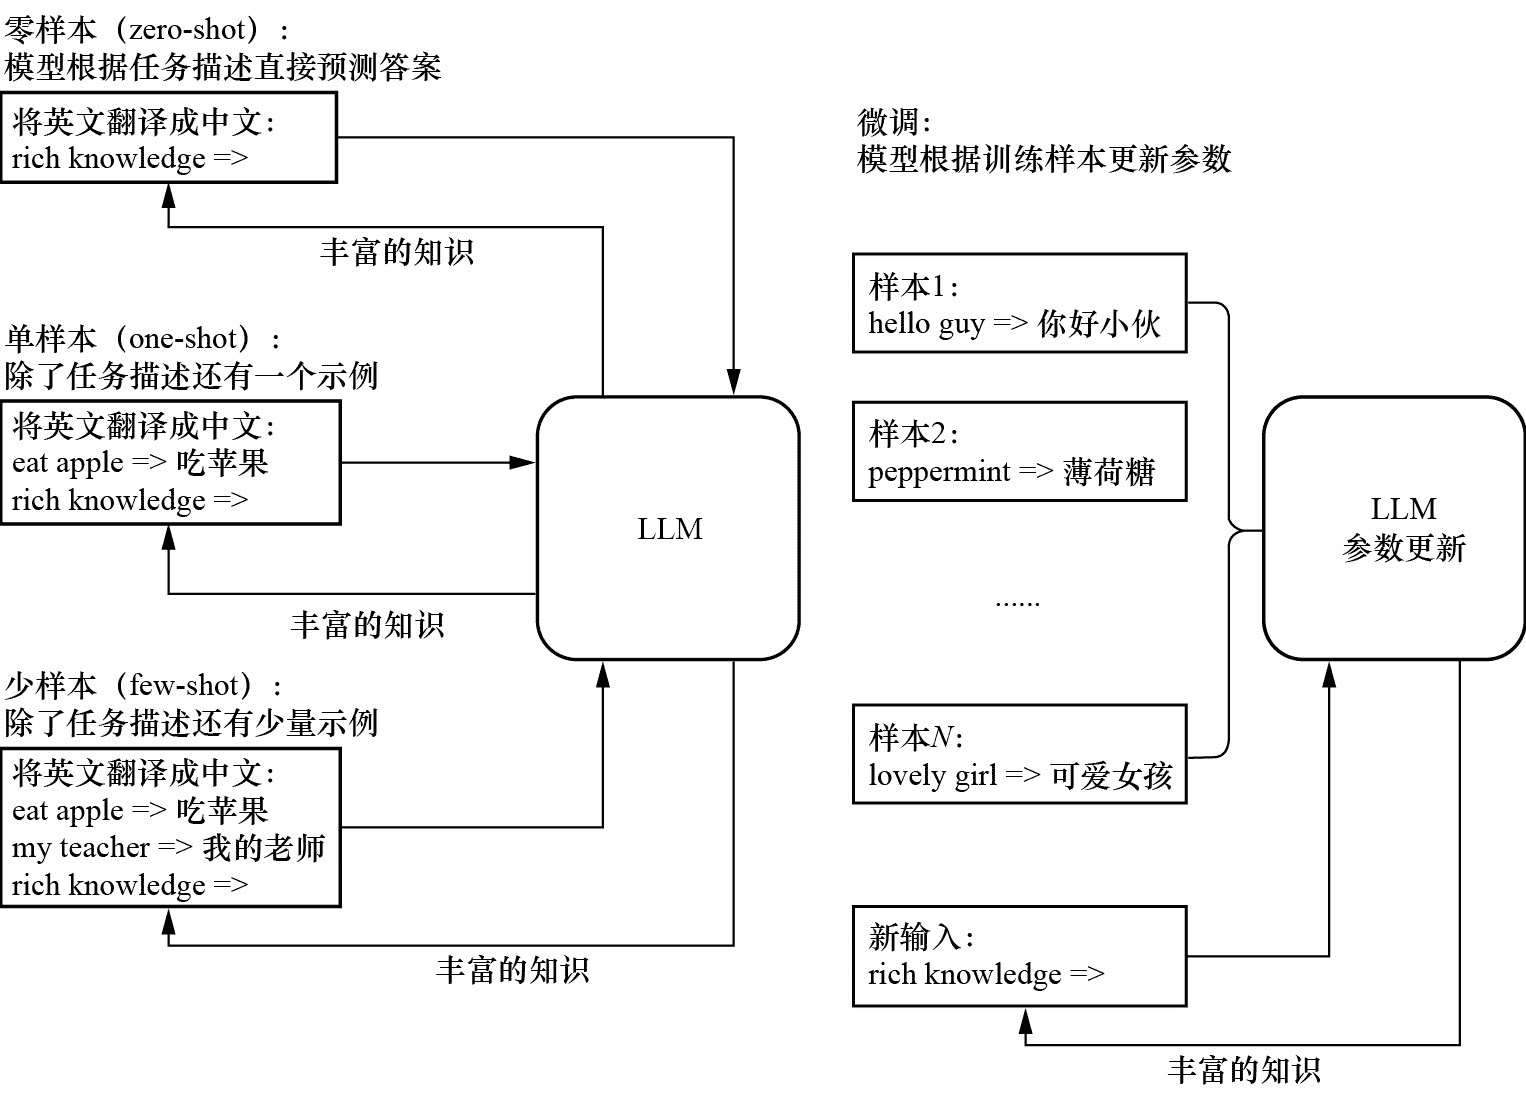 零样本（zero-shot）：
模型根据任务描述直接预测答案
将英文翻译成中文：
rich knowledge =>
丰富的知识
单样本（one-shot）：
除了任务描述还有一个示例
将英文翻译成中文：
eat apple => 吃苹果
rich knowledge =>
丰富的知识
少样本（few-shot）：
除了任务描述还有少量示例
将英文翻译成中文：
eat apple => 吃苹果
my teacher => 我的老师
rich knowledge =>
丰富的知识
LLM
微调：
模型根据训练样本更新参数
样本1：
hello guy => 你好小伙
样本2：
peppermint => 薄荷糖
……
样本N：
lovely girl => 可爱女孩
新输入：
rich knowledge =>
丰富的知识
LLM
参数更新